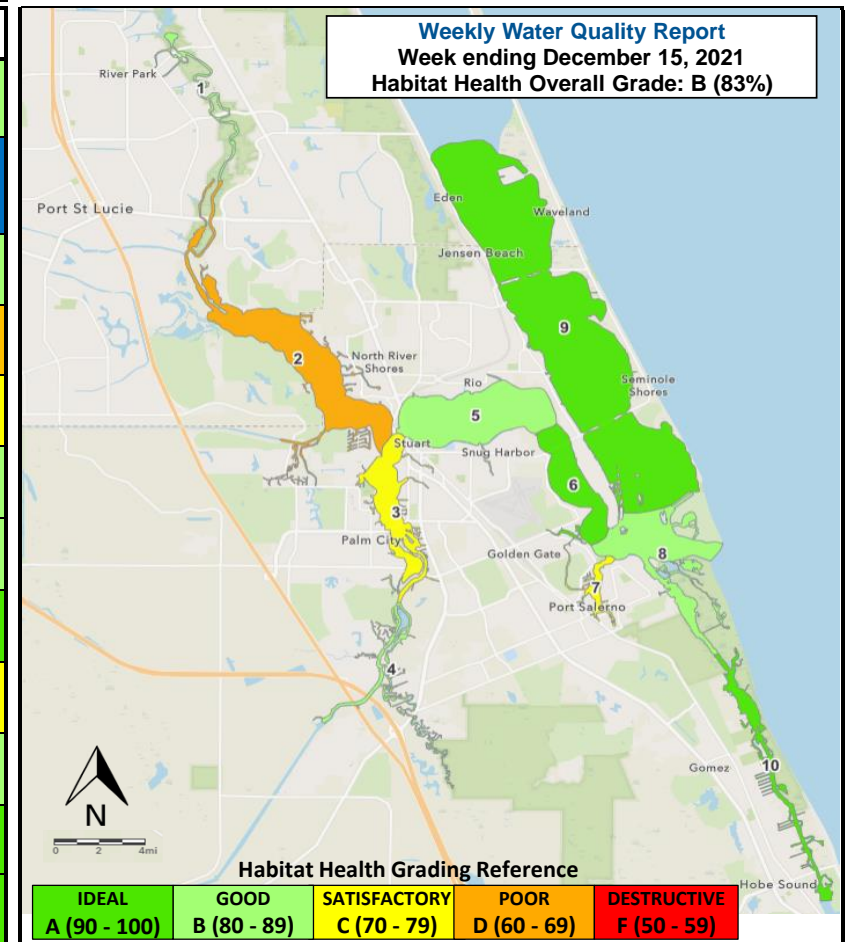 Weekly Water Quality Report
Week ending December 15, 2021
Habitat Health Overall Grade: B (83%)
River Park
1
Port St Lucie
Eden
Waveland
Jensen Beach
9
2
North River
Shores
Rio
Seminole
Shores
5
Stuart
Snug Harbor
6
3
Palm City
Golden Gate
8
7
Port Salerno
4
Gomez
10
N
0 2 4mi
Hobe Sound
Habitat Health Grading Reference
IDEAL GOOD SATISFACTORY POOR DESTRUCTIVE
A (90 - 100) B (80 - 89) C (70 - 79) D (60 - 69) F (50 - 59)